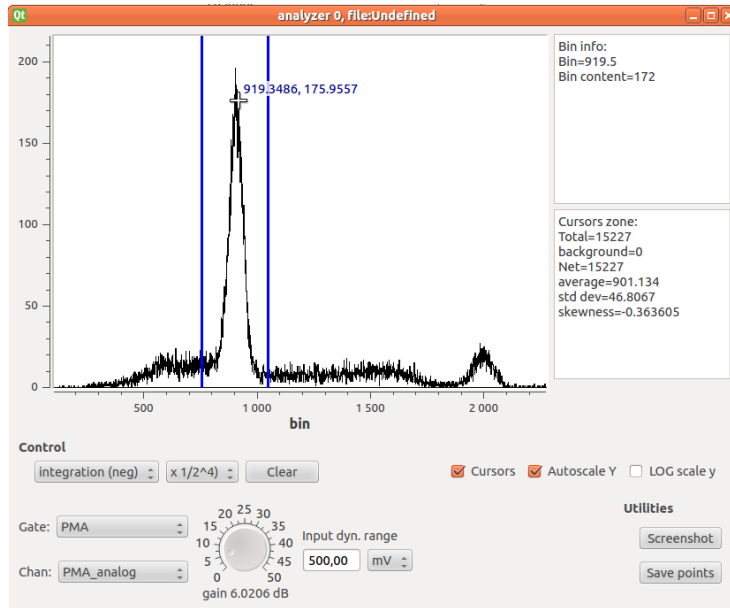 analyzer 0, file:Undefined
200
150
100
50
0
919.3486, 175.9557
500
1 000
1 500
2 000
bin
Bin info:
Bin=919.5
Bin content=172
Cursors zone:
Total=15227
background=0
Net=15227
average=901.134
std dev=46.8067
skewness=-0.363605
Control
integration (neg)
x 1/2^4)
Clear
Cursors
Autoscale Y
LOG scale y
Gate:
PMA
Chan:
PMA_analog
0
5
10
15
20
25
30
35
40
45
50
gain 6.0206 dB
Input dyn. range
500,00
mV
Utilities
Screenshot
Save points